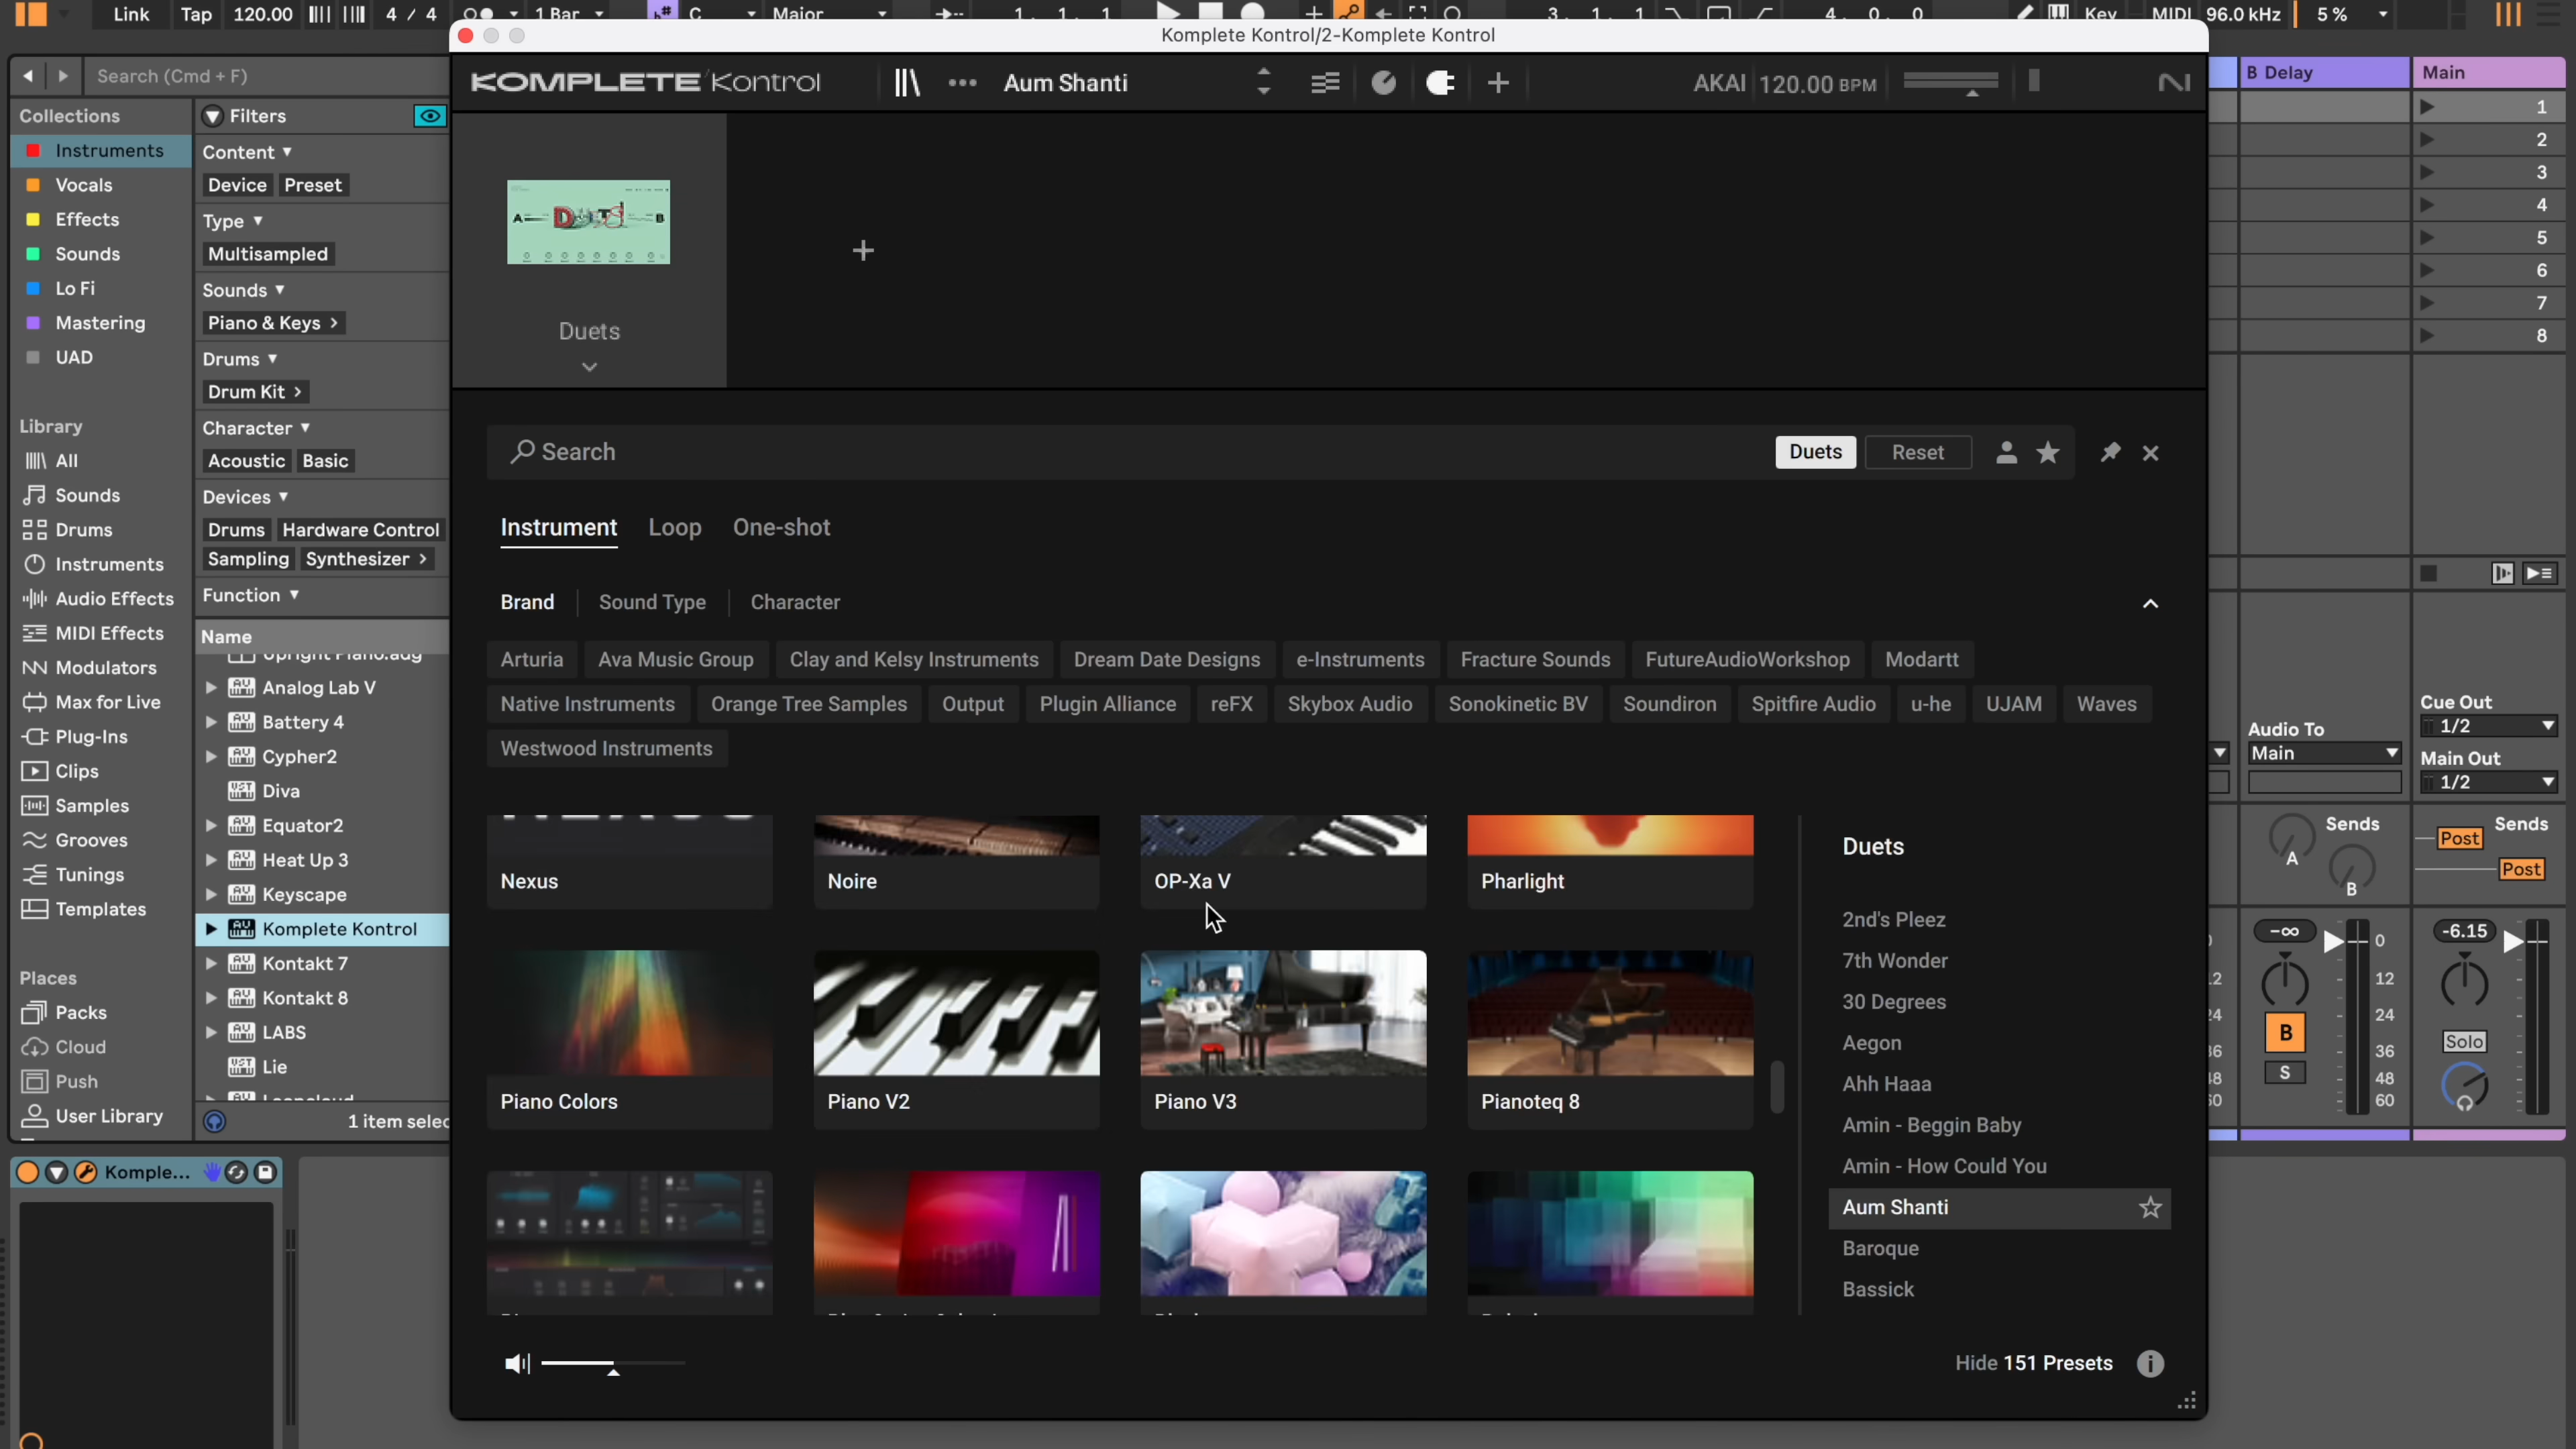 Link Tap 120.00 4 / 4 1 Bar C Major 1. 1. 1 3. 1. 1 4. 0. 0 Key MIDI 96.0 kHz 5 %
Komplete Kontrol/2-Komplete Kontrol
Search (Cmd + F)
KOMPLETE Kontrol Aum Shanti AKAI 120.00 BPM
B Delay
Main
Collections
Instruments
Vocals
Effects
Sounds
Lo Fi
Mastering
UAD
Library
All
Sounds
Drums
Instruments
Audio Effects
MIDI Effects
Modulators
Max for Live
Plug-Ins
Clips
Samples
Grooves
Tunings
Templates
Places
Packs
Cloud
Push
User Library
Filters
Content
Device Preset
Type
Multisampled
Sounds
Piano & Keys >
Drums
Drum Kit >
Character
Acoustic Basic
Devices
Drums Hardware Control
Sampling Synthesizer >
Function
Name
Upright Piano.adg
Analog Lab V
Battery 4
Cypher2
Diva
Equator2
Heat Up 3
Keyscape
Komplete Kontrol
Kontakt 7
Kontakt 8
LABS
Lie
Loopcloud
1 item selec
A Duets B
Duets
+
Search Duets Reset
Instrument Loop One-shot
Brand Sound Type Character
Arturia Ava Music Group Clay and Kelsy Instruments Dream Date Designs e-Instruments Fracture Sounds FutureAudioWorkshop Modartt
Native Instruments Orange Tree Samples Output Plugin Alliance reFX Skybox Audio Sonokinetic BV Soundiron Spitfire Audio u-he UJAM Waves
Westwood Instruments
Nexus Noire OP-Xa V Pharlight
Piano Colors Piano V2 Piano V3 Pianoteq 8
Duets
2nd's Pleez
7th Wonder
30 Degrees
Aegon
Ahh Haaa
Amin - Beggin Baby
Amin - How Could You
Aum Shanti
Baroque
Bassick
Hide 151 Presets
1
2
3
4
5
6
7
8
Audio To
Main
Cue Out
1/2
Main Out
1/2
Sends
A
B
Sends
Post
Post
-∞
0
12
24
36
48
60
B
S
-6.15
Solo
Komple...